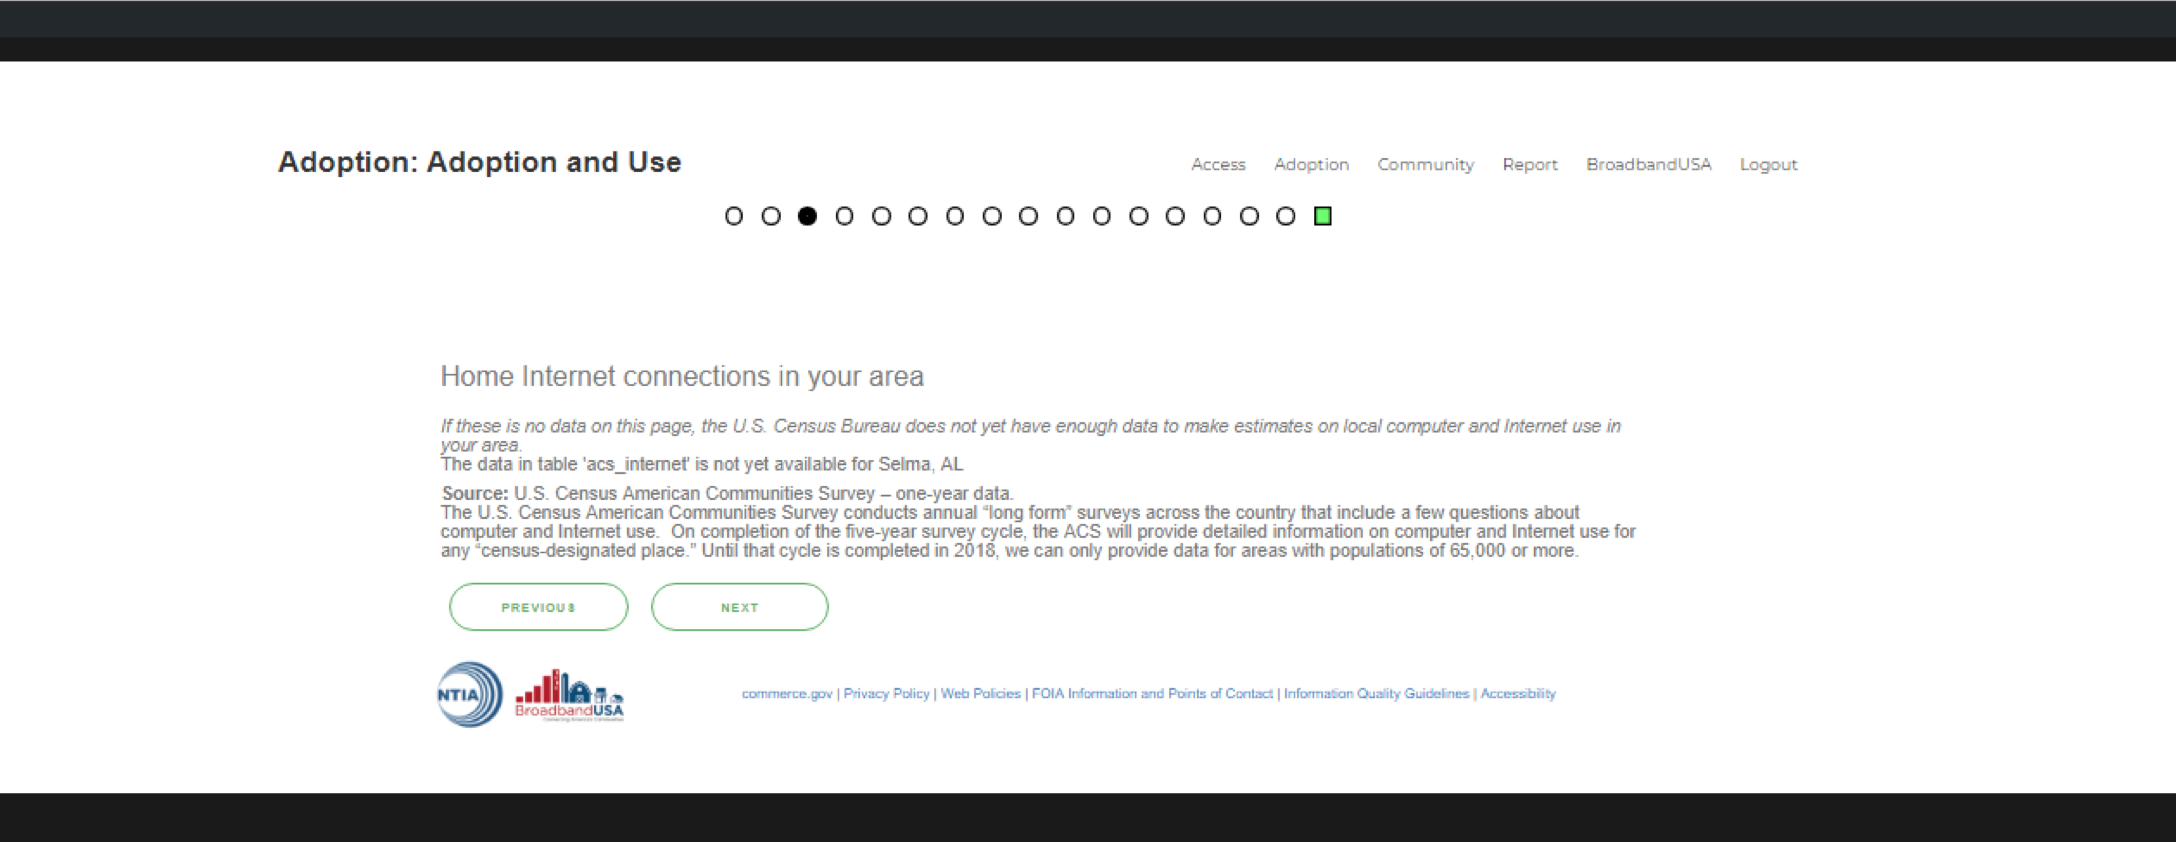 Adoption: Adoption and Use
Access Adoption Community Report BroadbandUSA Logout
Home Internet connections in your area
If these is no data on this page, the U.S. Census Bureau does not yet have enough data to make estimates on local computer and Internet use in
your area.
The data in table 'acs_internet' is not yet available for Selma, AL
Source: U.S. Census American Communities Survey – one-year data.
The U.S. Census American Communities Survey conducts annual “long form” surveys across the country that include a few questions about
computer and Internet use. On completion of the five-year survey cycle, the ACS will provide detailed information on computer and Internet use for
any “census-designated place.” Until that cycle is completed in 2018, we can only provide data for areas with populations of 65,000 or more.
PREVIOUS NEXT
NTIA
BroadbandUSA
commerce.gov | Privacy Policy | Web Policies | FOIA Information and Points of Contact | Information Quality Guidelines | Accessibility